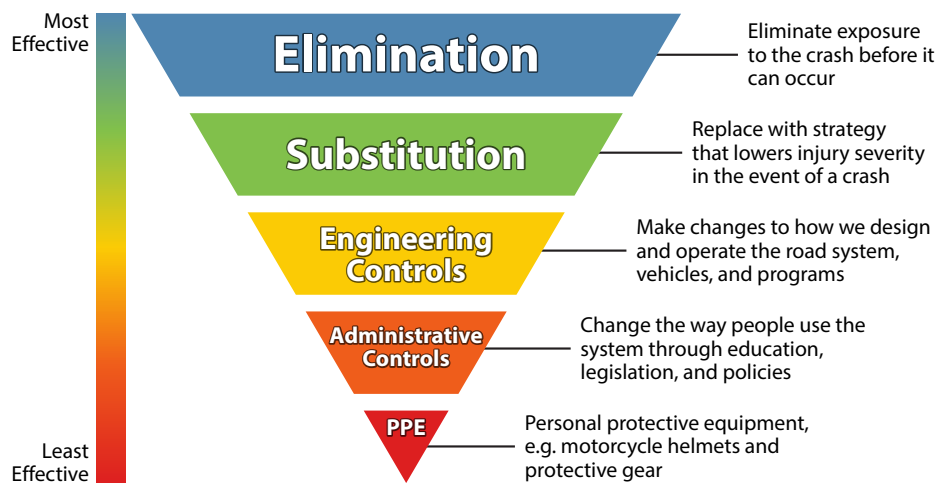 Most
Effective
Elimination
Eliminate exposure
to the crash before it
can occur
Substitution
Replace with strategy
that lowers injury severity
in the event of a crash
Engineering
Controls
Make changes to how we design
and operate the road system,
vehicles, and programs
Administrative
Controls
Change the way people use the
system through education,
legislation, and policies
PPE
Personal protective equipment,
e.g. motorcycle helmets and
protective gear
Least
Effective